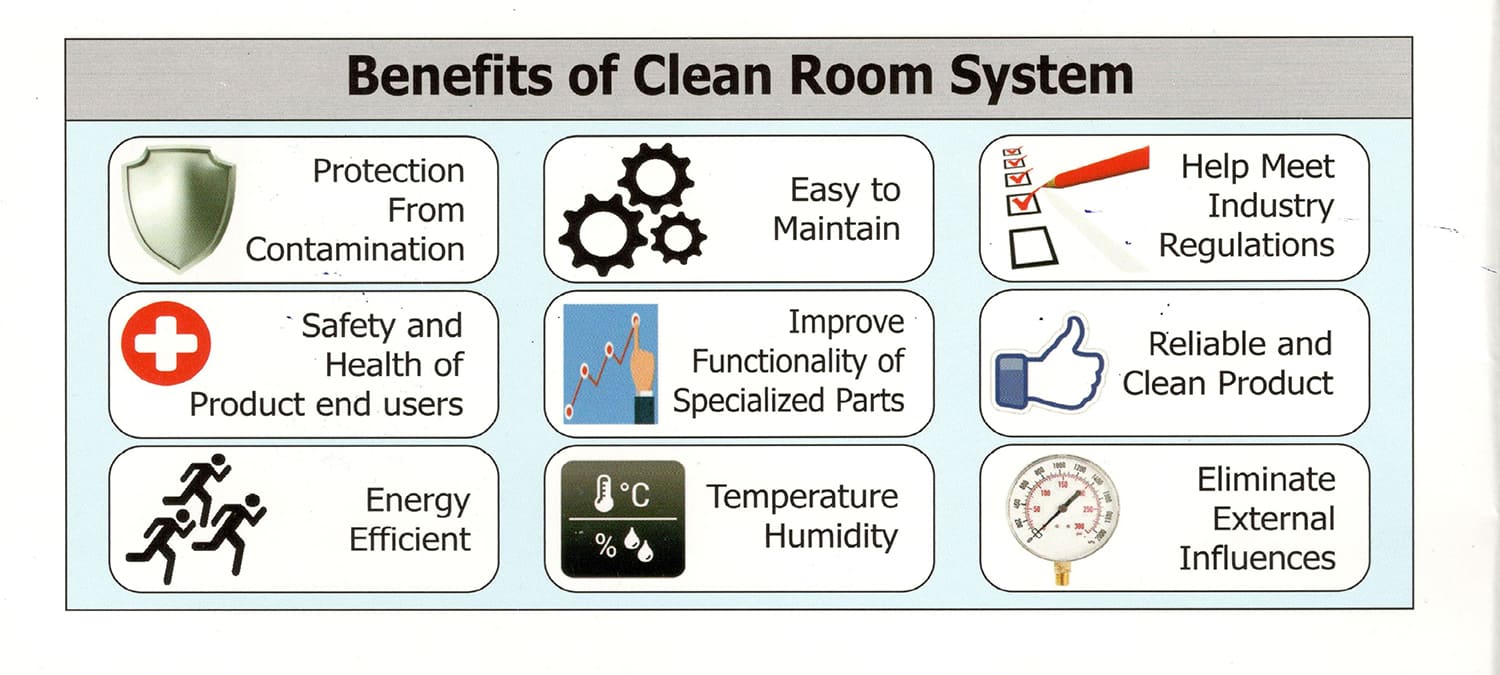 Benefits of Clean Room System
Protection
From
Contamination
Easy to
Maintain
Help Meet
Industry
Regulations
Safety and
Health of
Product end users
Improve
Functionality of
Specialized Parts
Reliable and
Clean Product
Energy
Efficient
°C
%
Temperature
Humidity
Eliminate
External
Influences